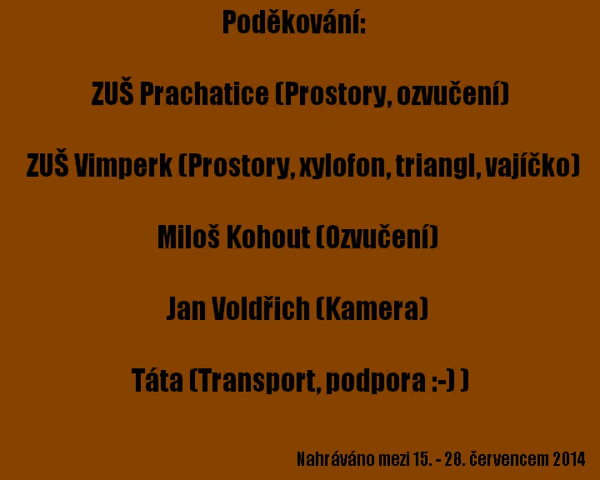 Poděkování:
ZUŠ Prachatice (Prostory, ozvučení)
ZUŠ Vimperk (Prostory, xylofon, triangl, vajíčko)
Miloš Kohout (Ozvučení)
Jan Voldřich (Kamera)
Táta (Transport, podpora :-) )
Nahráváno mezi 15. - 28. červencem 2014